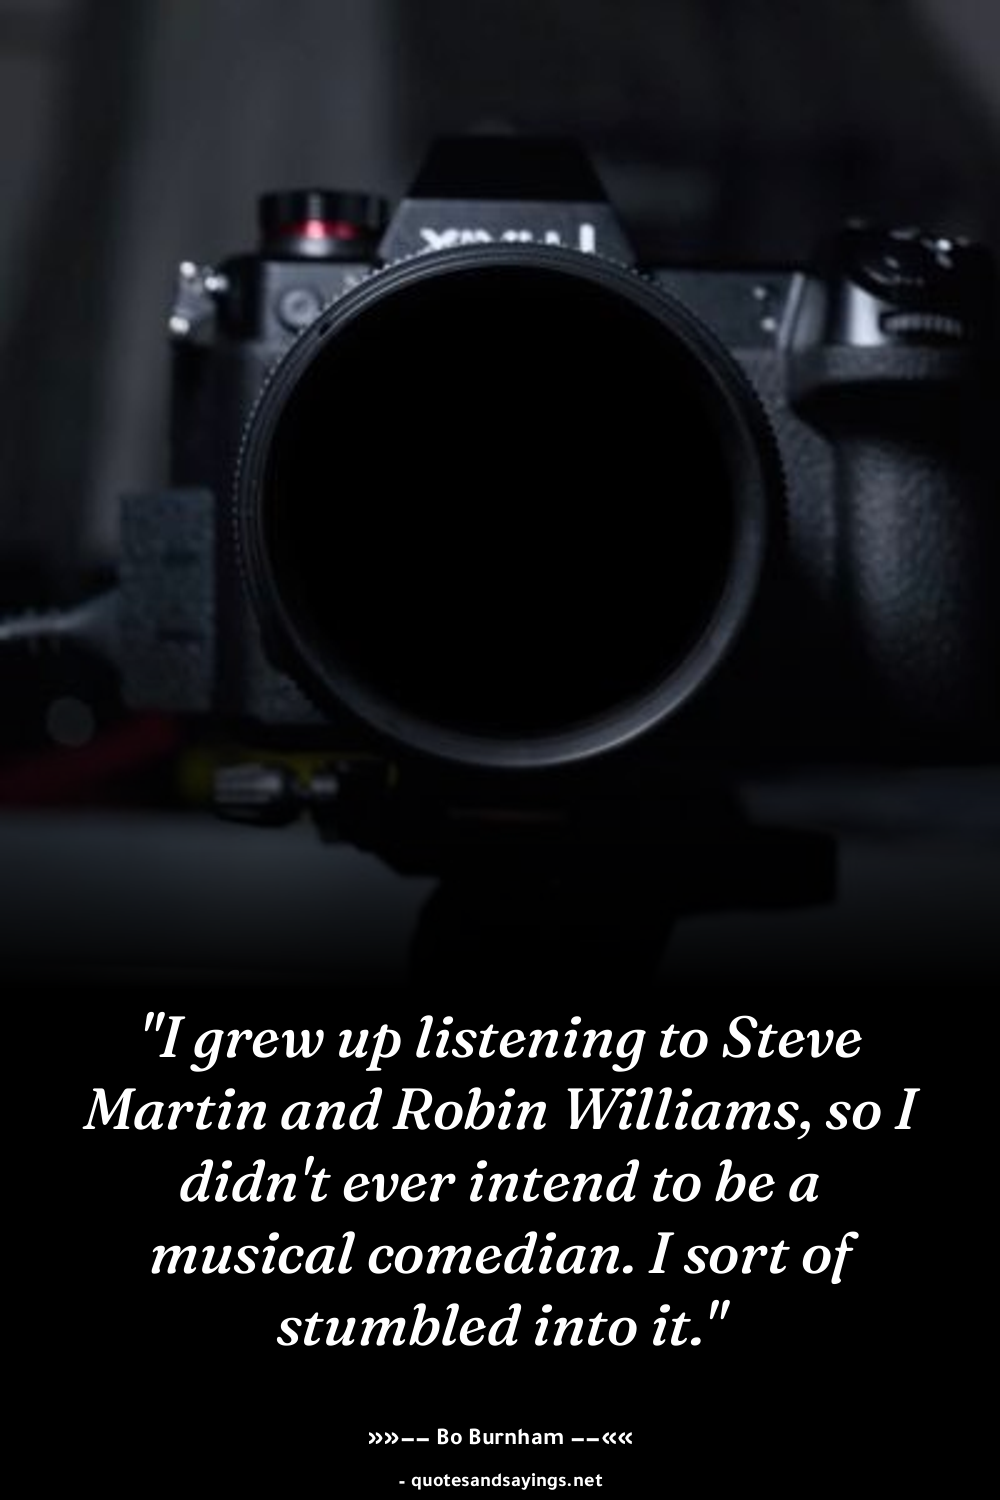 "I grew up listening to Steve
Martin and Robin Williams, so I
didn't ever intend to be a
musical comedian. I sort of
stumbled into it."
»»–– Bo Burnham ––««
- quotesandsayings.net